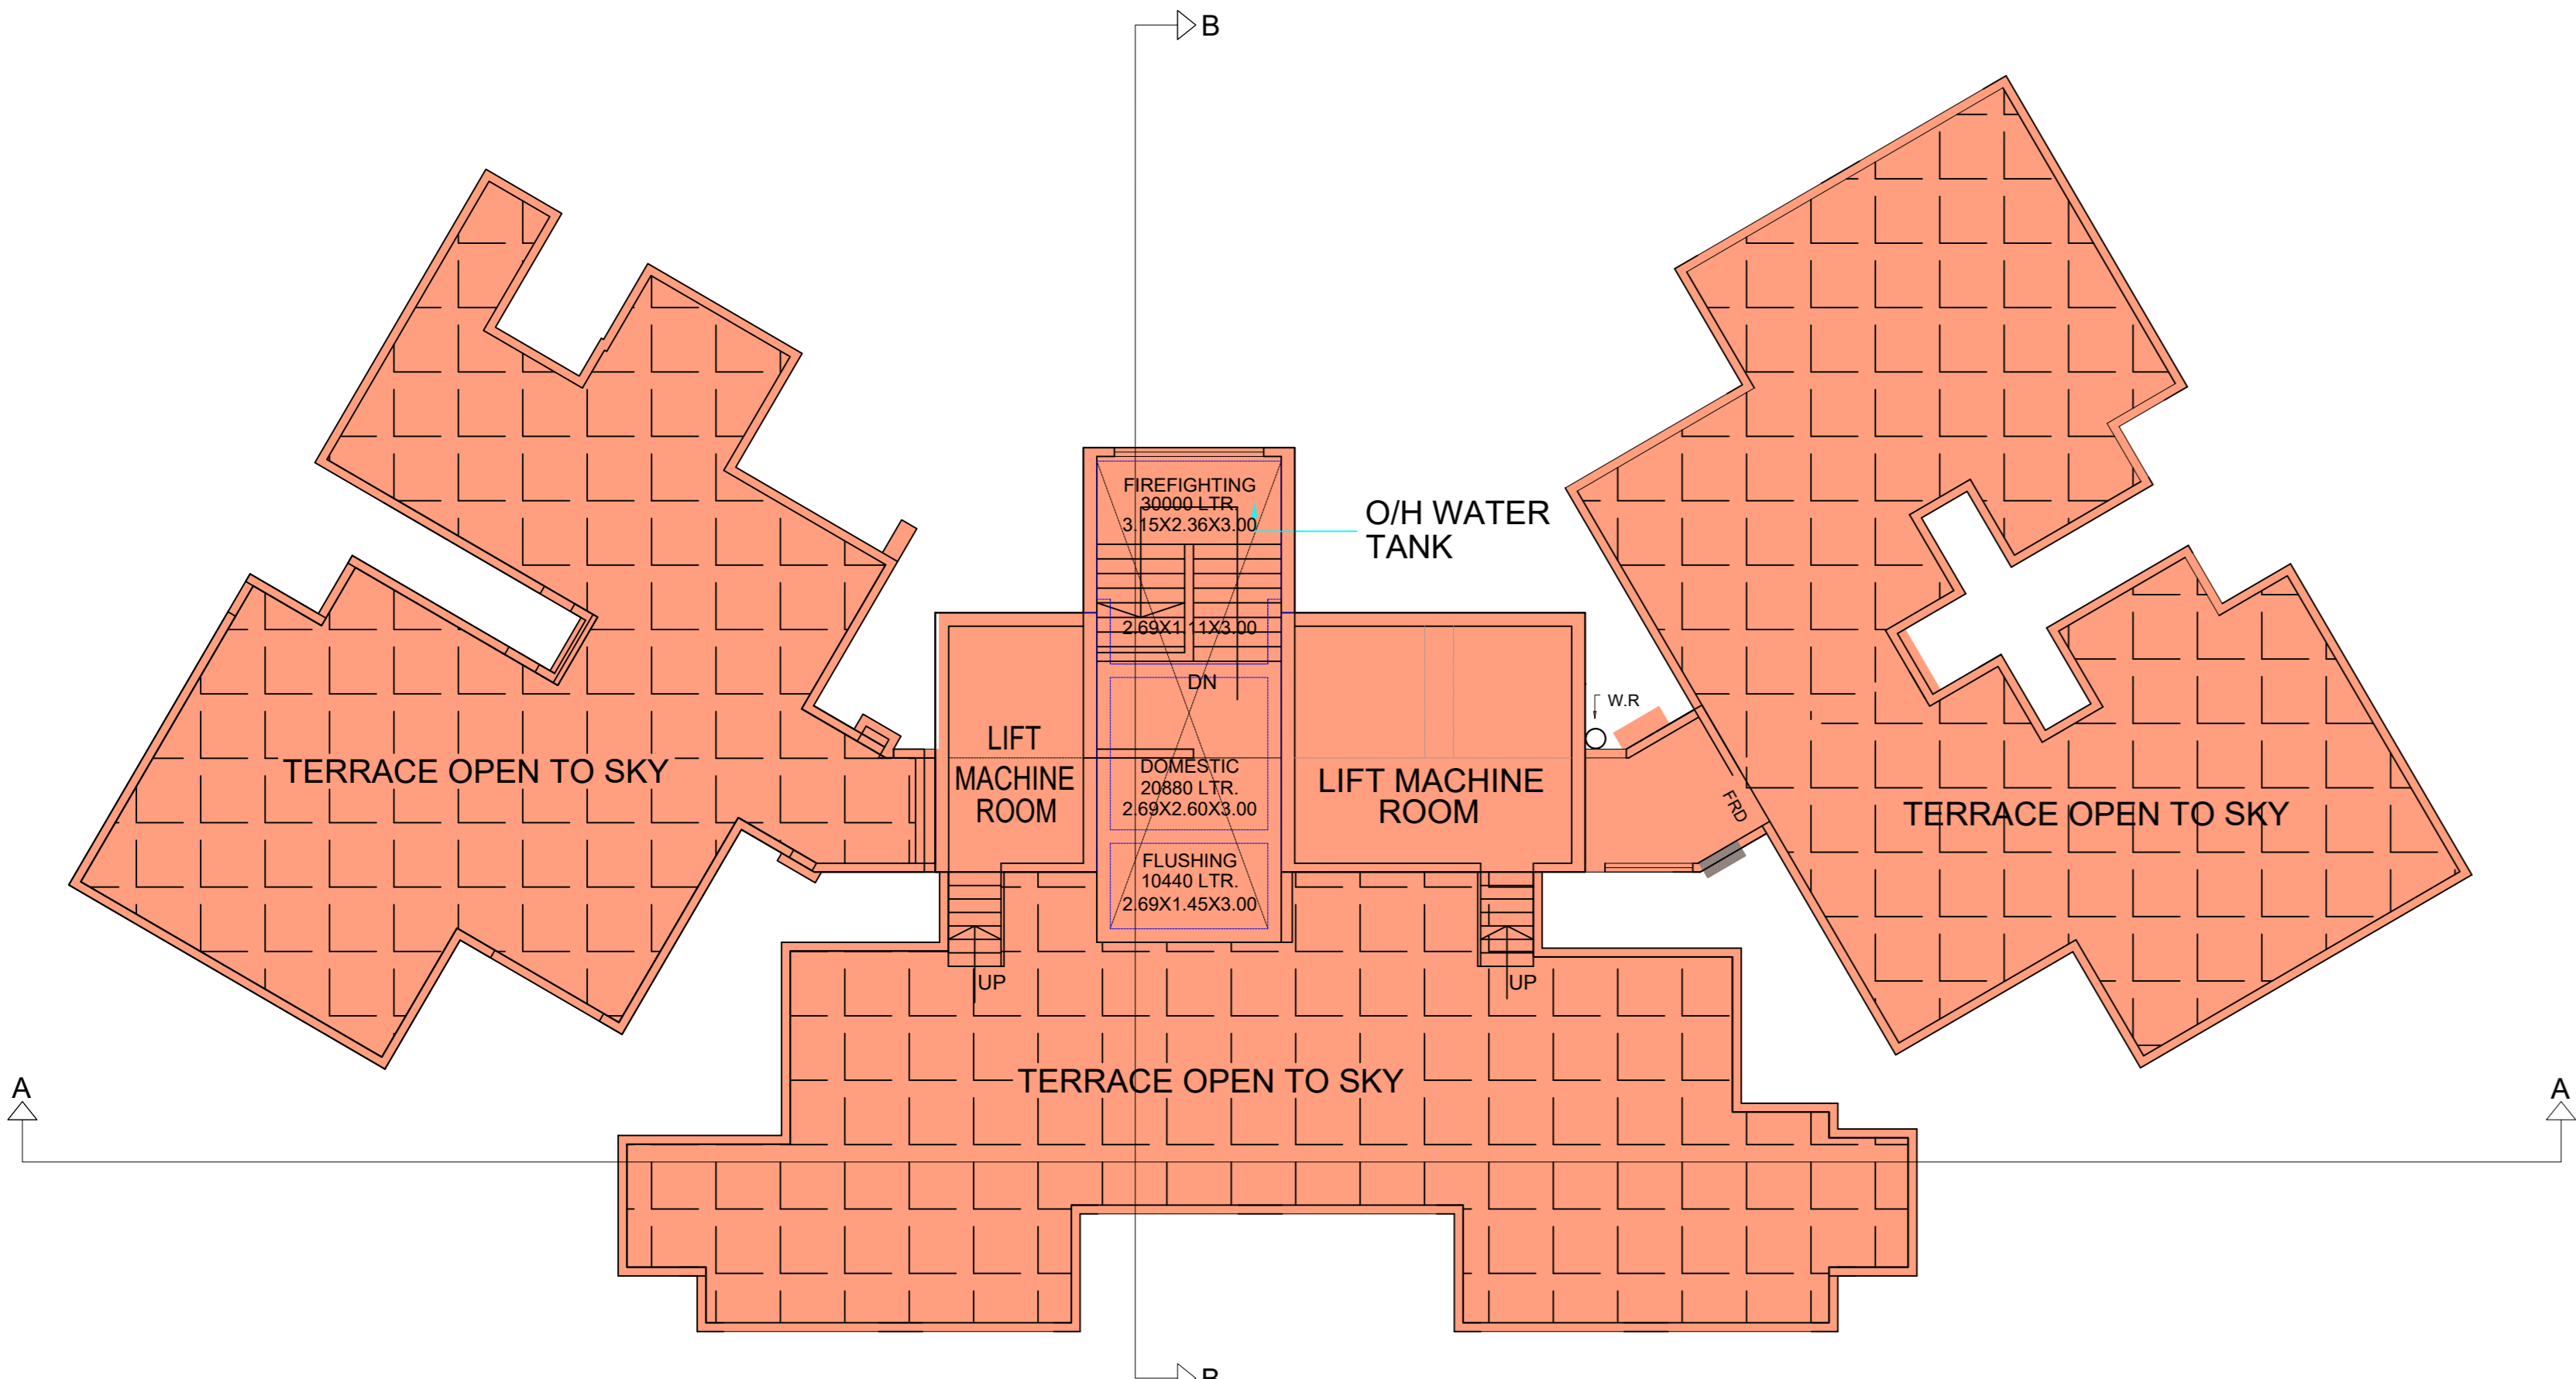 B
FIREFIGHTING
30000 LTR.
3.15X2.36X3.00
O/H WATER
TANK
2.69X1.11X3.00
DN
W.R
LIFT
MACHINE
ROOM
TERRACE OPEN TO SKY
DOMESTIC
20880 LTR.
2.69X2.60X3.00
LIFT MACHINE
ROOM
FRD
TERRACE OPEN TO SKY
FLUSHING
10440 LTR.
2.69X1.45X3.00
UP
UP
TERRACE OPEN TO SKY
A
A
B